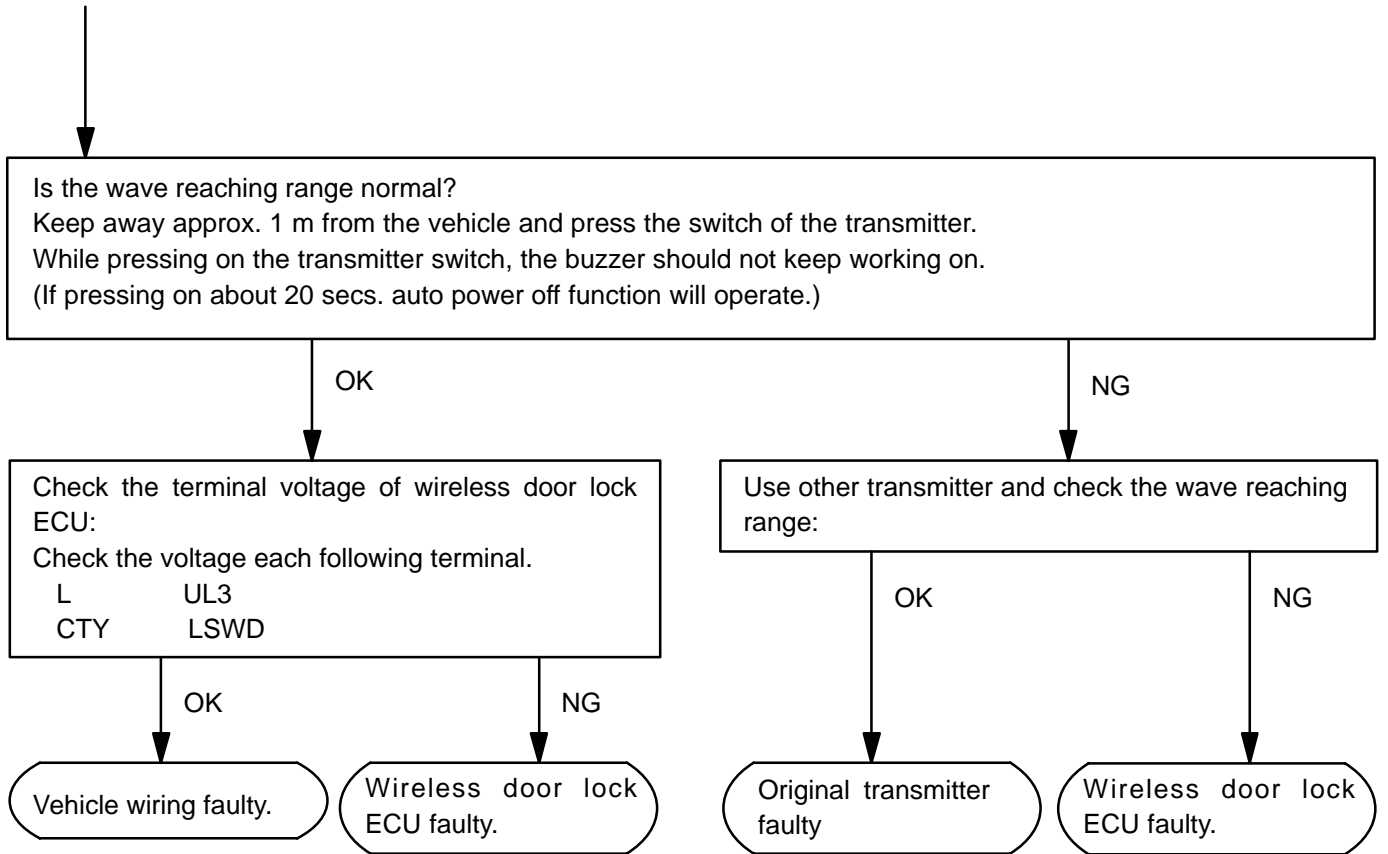 Is the wave reaching range normal?
Keep away approx. 1 m from the vehicle and press the switch of the transmitter.
While pressing on the transmitter switch, the buzzer should not keep working on.
(If pressing on about 20 secs. auto power off function will operate.)
OK
NG
Check the terminal voltage of wireless door lock
ECU:
Check the voltage each following terminal.
L UL3
CTY LSWD
Use other transmitter and check the wave reaching
range:
OK
NG
OK
NG
Vehicle wiring faulty.
Wireless door lock
ECU faulty.
Original transmitter
faulty
Wireless door lock
ECU faulty.